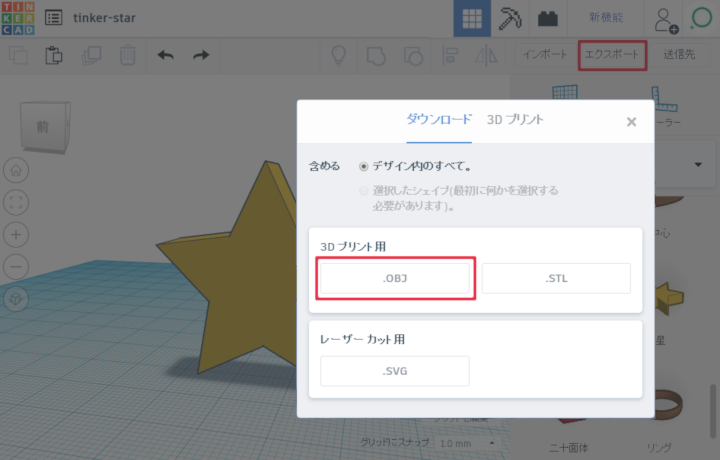 TIN
KER
CAD
tinker-star
新機能
インポート
エクスポート
送信先
前
ダウンロード
3D プリント
含める
デザイン内のすべて。
選択したシェイプ(最初に何かを選択する
必要があります)。
3D プリント用
.OBJ
.STL
レーザー カット用
.SVG
グリッドにスナップ
1.0 mm
ーラー
中心
星
二十面体
リング